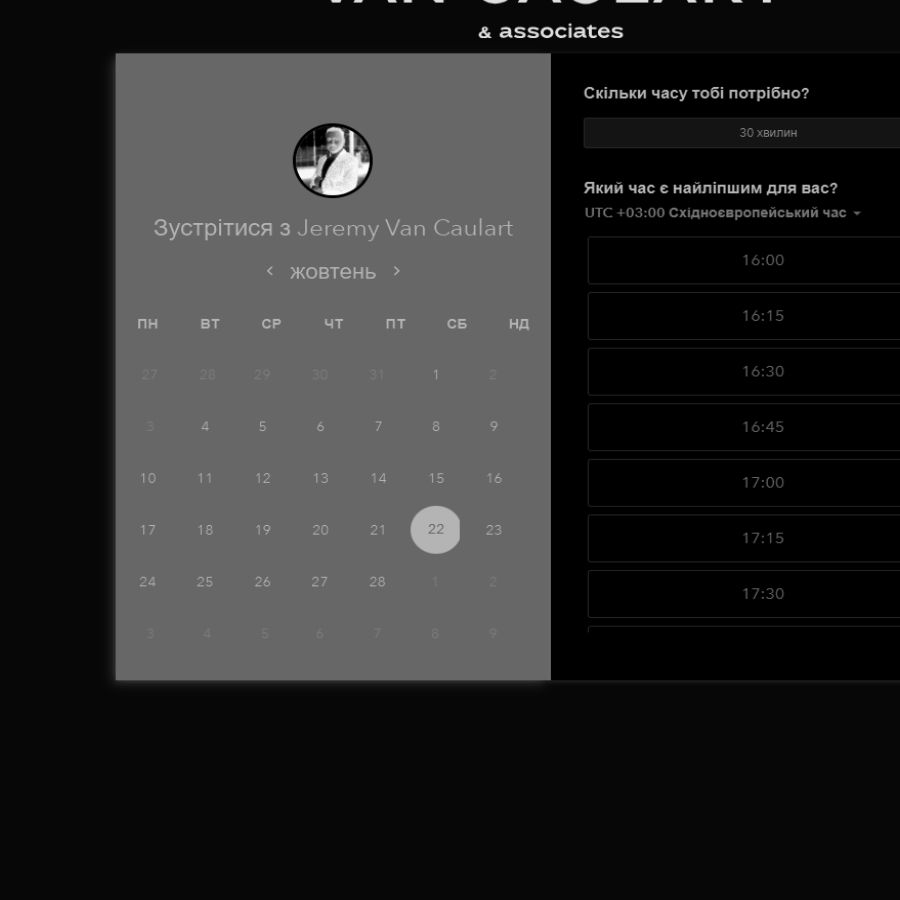 VAN CAULART
& associates
Зустрітися з Jeremy Van Caulart
жовтень
ПН ВТ СР ЧТ ПТ СБ НД
27 28 29 30 31 1 2
3 4 5 6 7 8 9
10 11 12 13 14 15 16
17 18 19 20 21 22 23
24 25 26 27 28 1 2
3 4 5 6 7 8 9
Скільки часу тобі потрібно?
30 хвилин
Який час є найліпшим для вас?
UTC +03:00 Східноєвропейський час
16:00
16:15
16:30
16:45
17:00
17:15
17:30